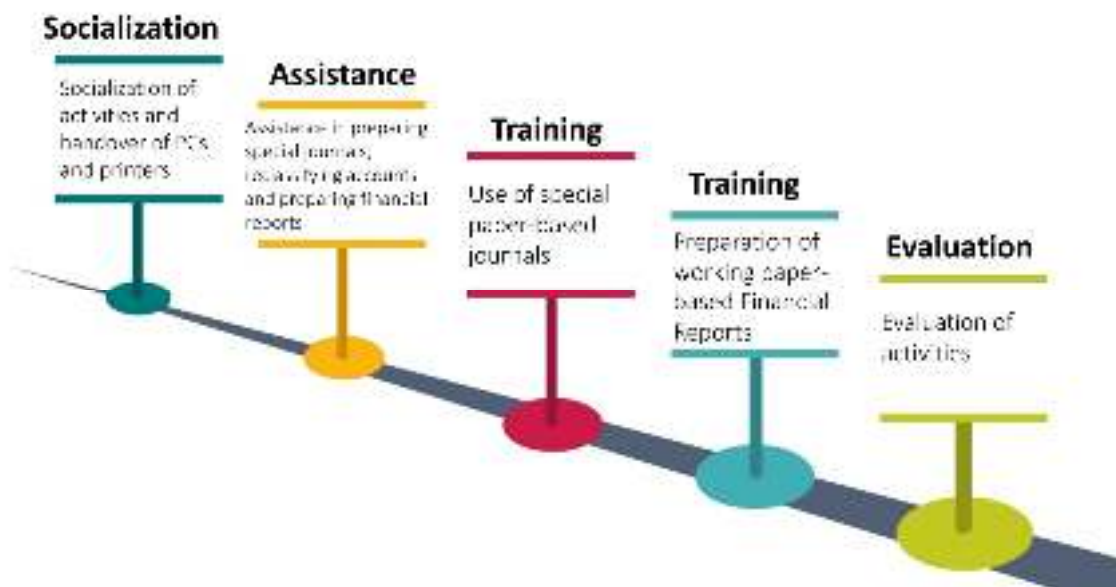 Socialization
Socialization of
activities and
handover of PCs
and printers
Assistance
Assistance in preparing
special journals,
reclassifying accounts
and preparing financial
reports
Training
Use of special
paper-based
journals
Training
Preparation of
working paper-
based Financial
Reports
Evaluation
Evaluation of
activities